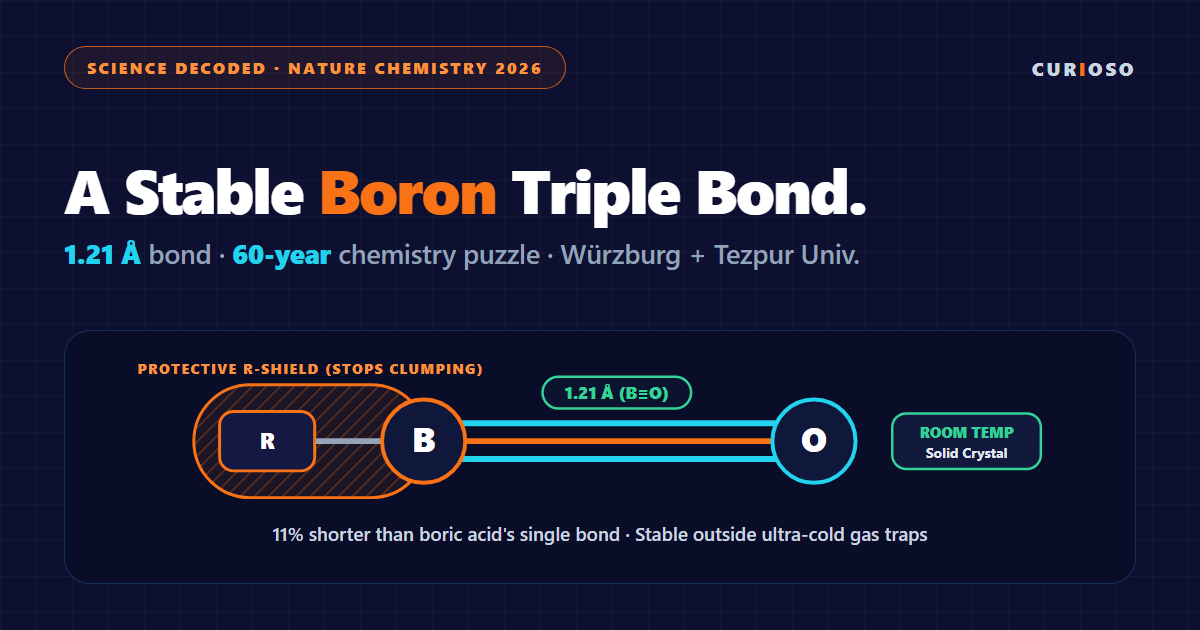 SCIENCE DECODED · NATURE CHEMISTRY 2026
CURIOSO
A Stable Boron Triple Bond.
1.21 Å bond · 60-year chemistry puzzle · Würzburg + Tezpur Univ.
PROTECTIVE R-SHIELD (STOPS CLUMPING)
1.21 Å (B≡O)
R
B
O
ROOM TEMP
Solid Crystal
11% shorter than boric acid's single bond · Stable outside ultra-cold gas traps